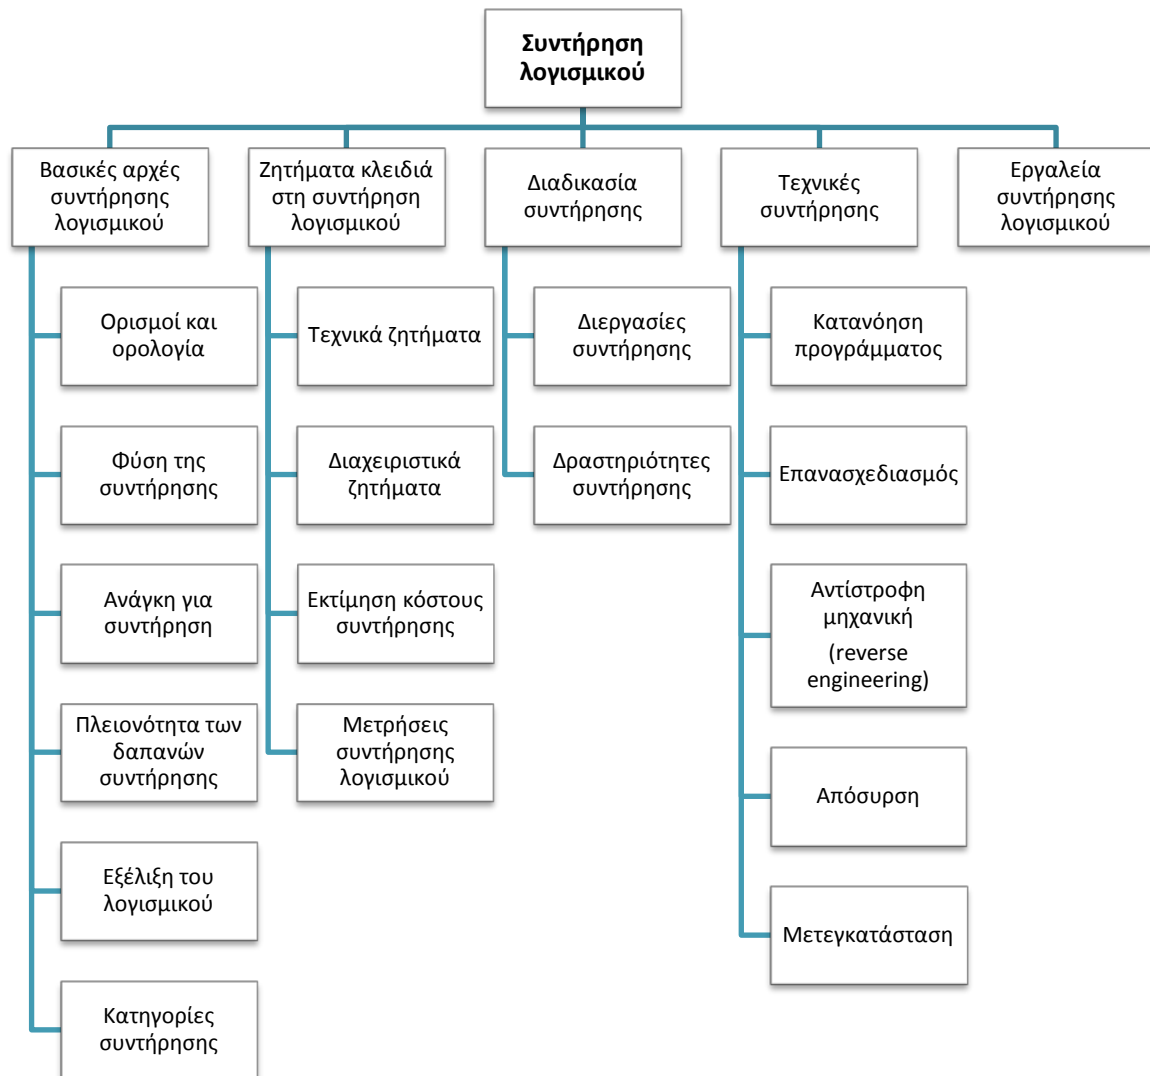 Συντήρηση
λογισμικού
Βασικές αρχές
συντήρησης
λογισμικού
Ορισμοί και
ορολογία
Φύση της
συντήρησης
Ανάγκη για
συντήρηση
Πλειονότητα των
δαπανών
συντήρησης
Εξέλιξη του
λογισμικού
Κατηγορίες
συντήρησης
Ζητήματα κλειδιά
στη συντήρηση
λογισμικού
Τεχνικά ζητήματα
Διαχειριστικά
ζητήματα
Εκτίμηση κόστους
συντήρησης
Μετρήσεις
συντήρησης
λογισμικού
Διαδικασία
συντήρησης
Διεργασίες
συντήρησης
Δραστηριότητες
συντήρησης
Τεχνικές
συντήρησης
Κατανόηση
προγράμματος
Επανασχεδιασμός
Αντίστροφη
μηχανική
(reverse
engineering)
Απόσυρση
Μετεγκατάσταση
Εργαλεία
συντήρησης
λογισμικού